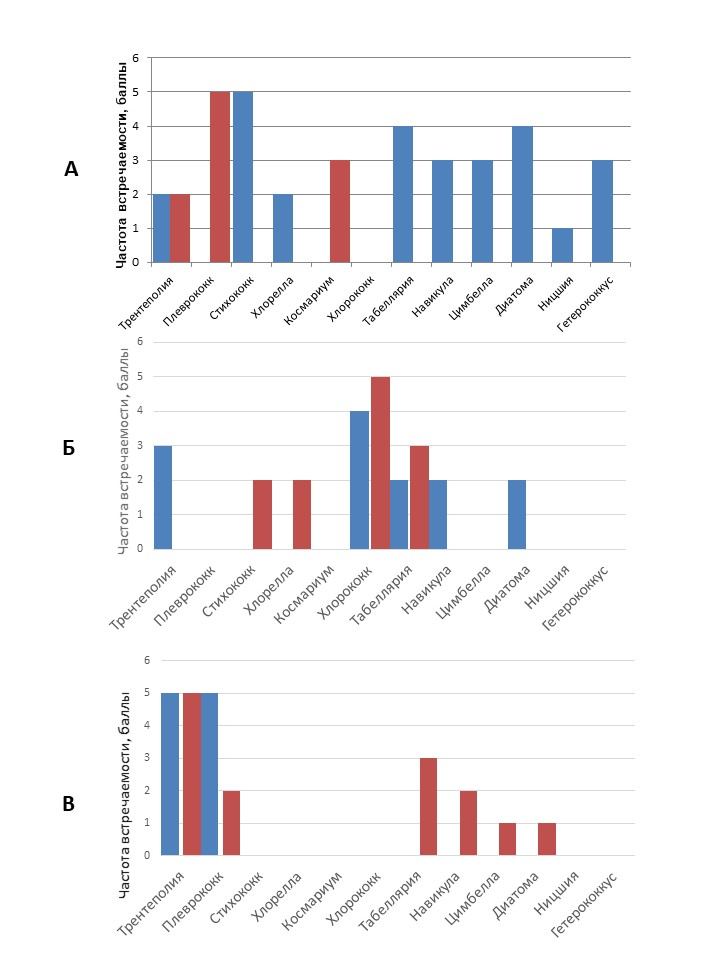 А
Частота встречаемости, баллы
6
5
4
3
2
1
0
Трентеполия
Плеврококк
Стихококк
Хлорелла
Космариум
Хлорококк
Табеллярия
Навикула
Цимбелла
Диатома
Ницшия
Гетерококкус
Б
Частота встречаемости, баллы
6
5
4
3
2
1
0
Трентеполия
Плеврококк
Стихококк
Хлорелла
Космариум
Хлорококк
Табеллярия
Навикула
Цимбелла
Диатома
Ницшия
Гетерококкус
В
Частота встречаемости, баллы
6
5
4
3
2
1
0
Трентеполия
Плеврококк
Стихококк
Хлорелла
Космариум
Хлорококк
Табеллярия
Навикула
Цимбелла
Диатома
Ницшия
Гетерококкус